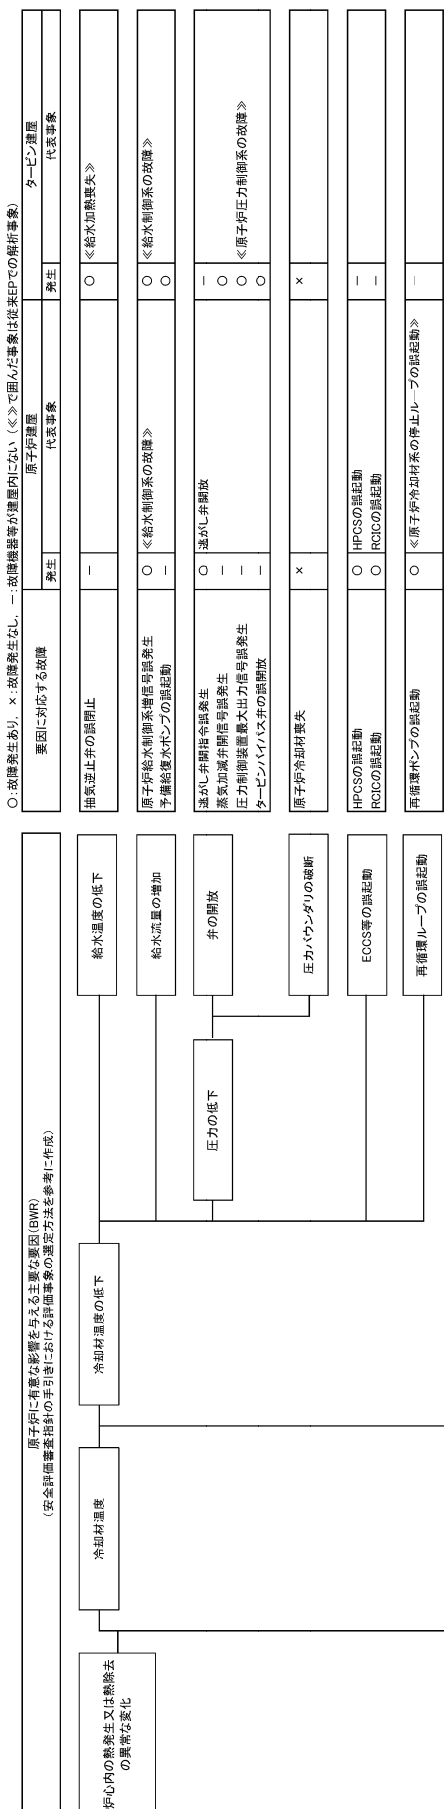 ○:故障発生あり, ×:故障発生なし, －:故障機器等が建屋内にない (≪ ≫で囲んだ事象は従来EPでの解析事象)
原子炉に有意な影響を与える主要な要因(BWR)
(安全評価審査指針の手引きにおける評価事象の選定方法を参考に作成)
要因に対応する故障
原子炉建屋
タービン建屋
発生
代表事象
発生
代表事象
炉心内の熱発生又は熱除去
の異常な変化
冷却材温度
冷却材温度の低下
給水温度の低下
抽気逆止弁の誤閉止 － ○ ≪給水加熱喪失≫
給水流量の増加
原子炉給水制御系増信号誤発生 ○ ≪給水制御系の故障≫ ○ ≪給水制御系の故障≫
予備給復水ポンプの誤起動 － ○
圧力の低下
弁の開放
逃がし弁開指令誤発生 ○ 逃がし弁開放 －
蒸気加減弁開信号誤発生 － ○
圧力制御装置最大出力信号誤発生 － ○ ≪原子炉圧力制御系の故障≫
タービンバイパス弁の誤開放 － ○
圧力バウンダリの破断
原子炉冷却材喪失 × ×
ECCS等の誤起動
HPCSの誤起動 ○ HPCSの誤起動 －
RCICの誤起動 ○ RCICの誤起動 －
再循環ループの誤起動
再循環ポンプの誤起動 ○ ≪原子炉冷却材系の停止ループの誤起動≫ －